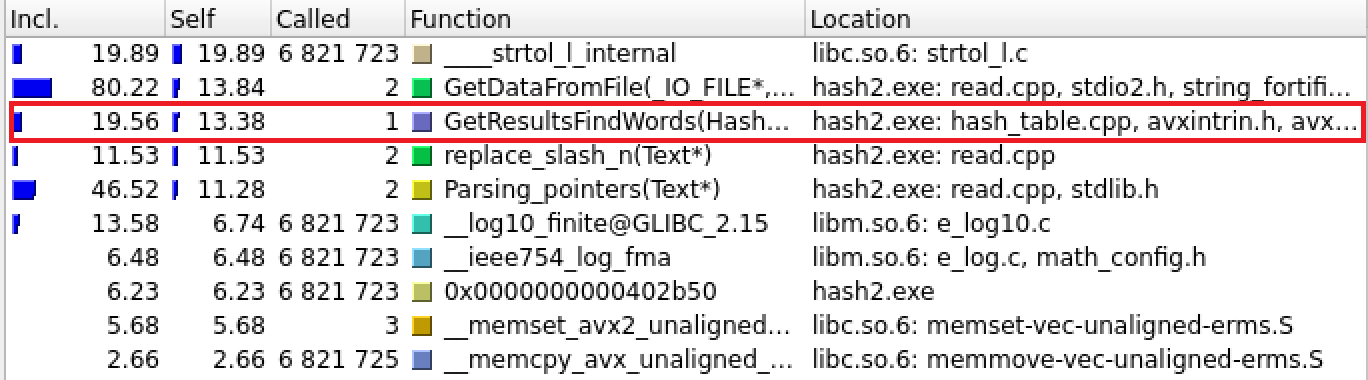 Incl. Self Called Function Location
19.89 19.89 6 821 723 ____strtol_l_internal libc.so.6: strtol_l.c
80.22 13.84 2 GetDataFromFile(_IO_FILE*,... hash2.exe: read.cpp, stdio2.h, string_fortifi...
19.56 13.38 1 GetResultsFindWords(Hash... hash2.exe: hash_table.cpp, avxintrin.h, avx...
11.53 11.53 2 replace_slash_n(Text*) hash2.exe: read.cpp
46.52 11.28 2 Parsing_pointers(Text*) hash2.exe: read.cpp, stdlib.h
13.58 6.74 6 821 723 __log10_finite@GLIBC_2.15 libm.so.6: e_log10.c
6.48 6.48 6 821 723 __ieee754_log_fma libm.so.6: e_log.c, math_config.h
6.23 6.23 6 821 723 0x0000000000402b50 hash2.exe
5.68 5.68 3 __memset_avx2_unaligned... libc.so.6: memset-vec-unaligned-erms.S
2.66 2.66 6 821 725 __memcpy_avx_unaligned_... libc.so.6: memmove-vec-unaligned-erms.S